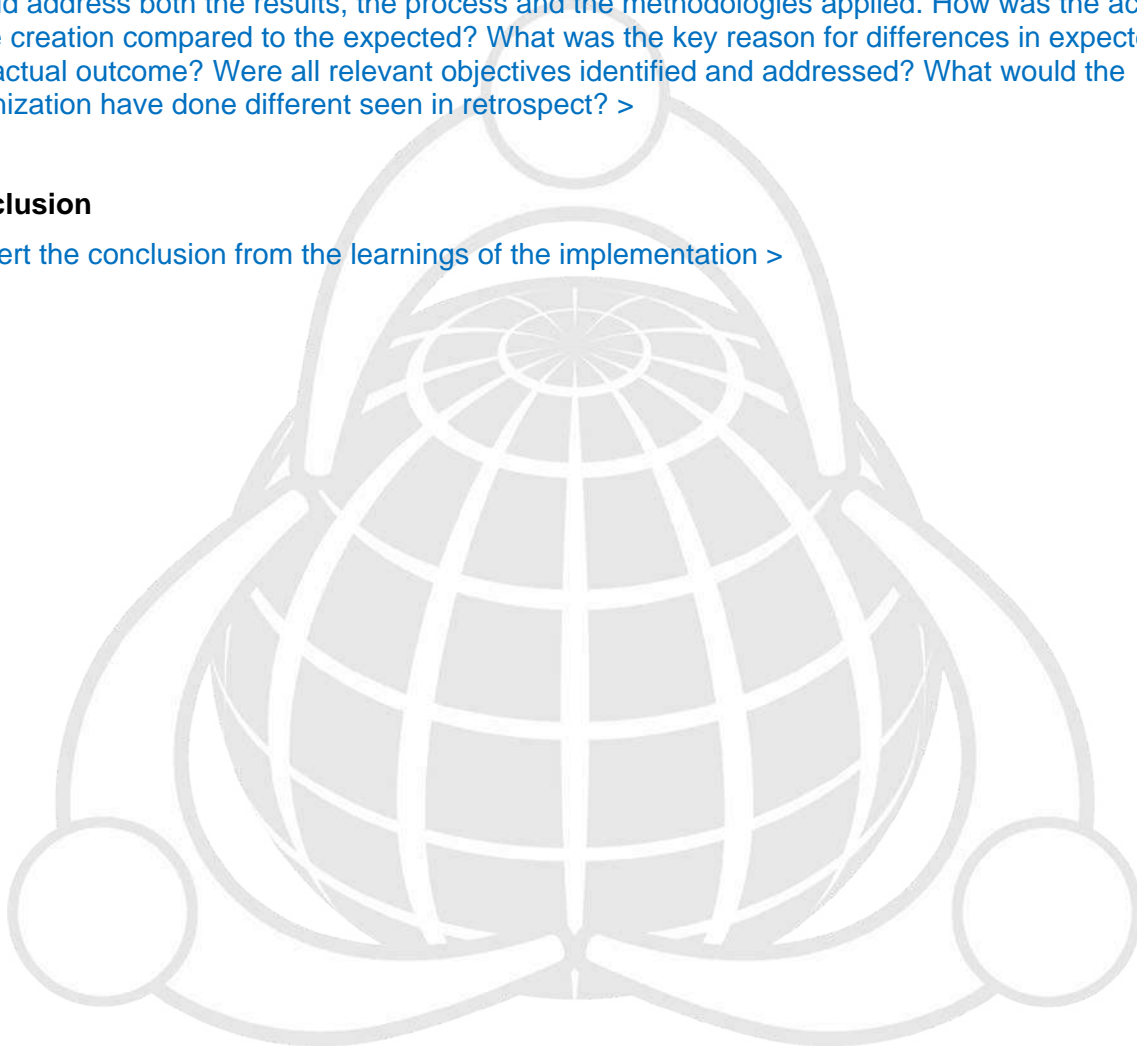 ld address both the results, the process and the methodologies applied. How was the ac
e creation compared to the expected? What was the key reason for differences in expecte
actual outcome? Were all relevant objectives identified and addressed? What would the
nization have done different seen in retrospect? >
clusion
ert the conclusion from the learnings of the implementation >